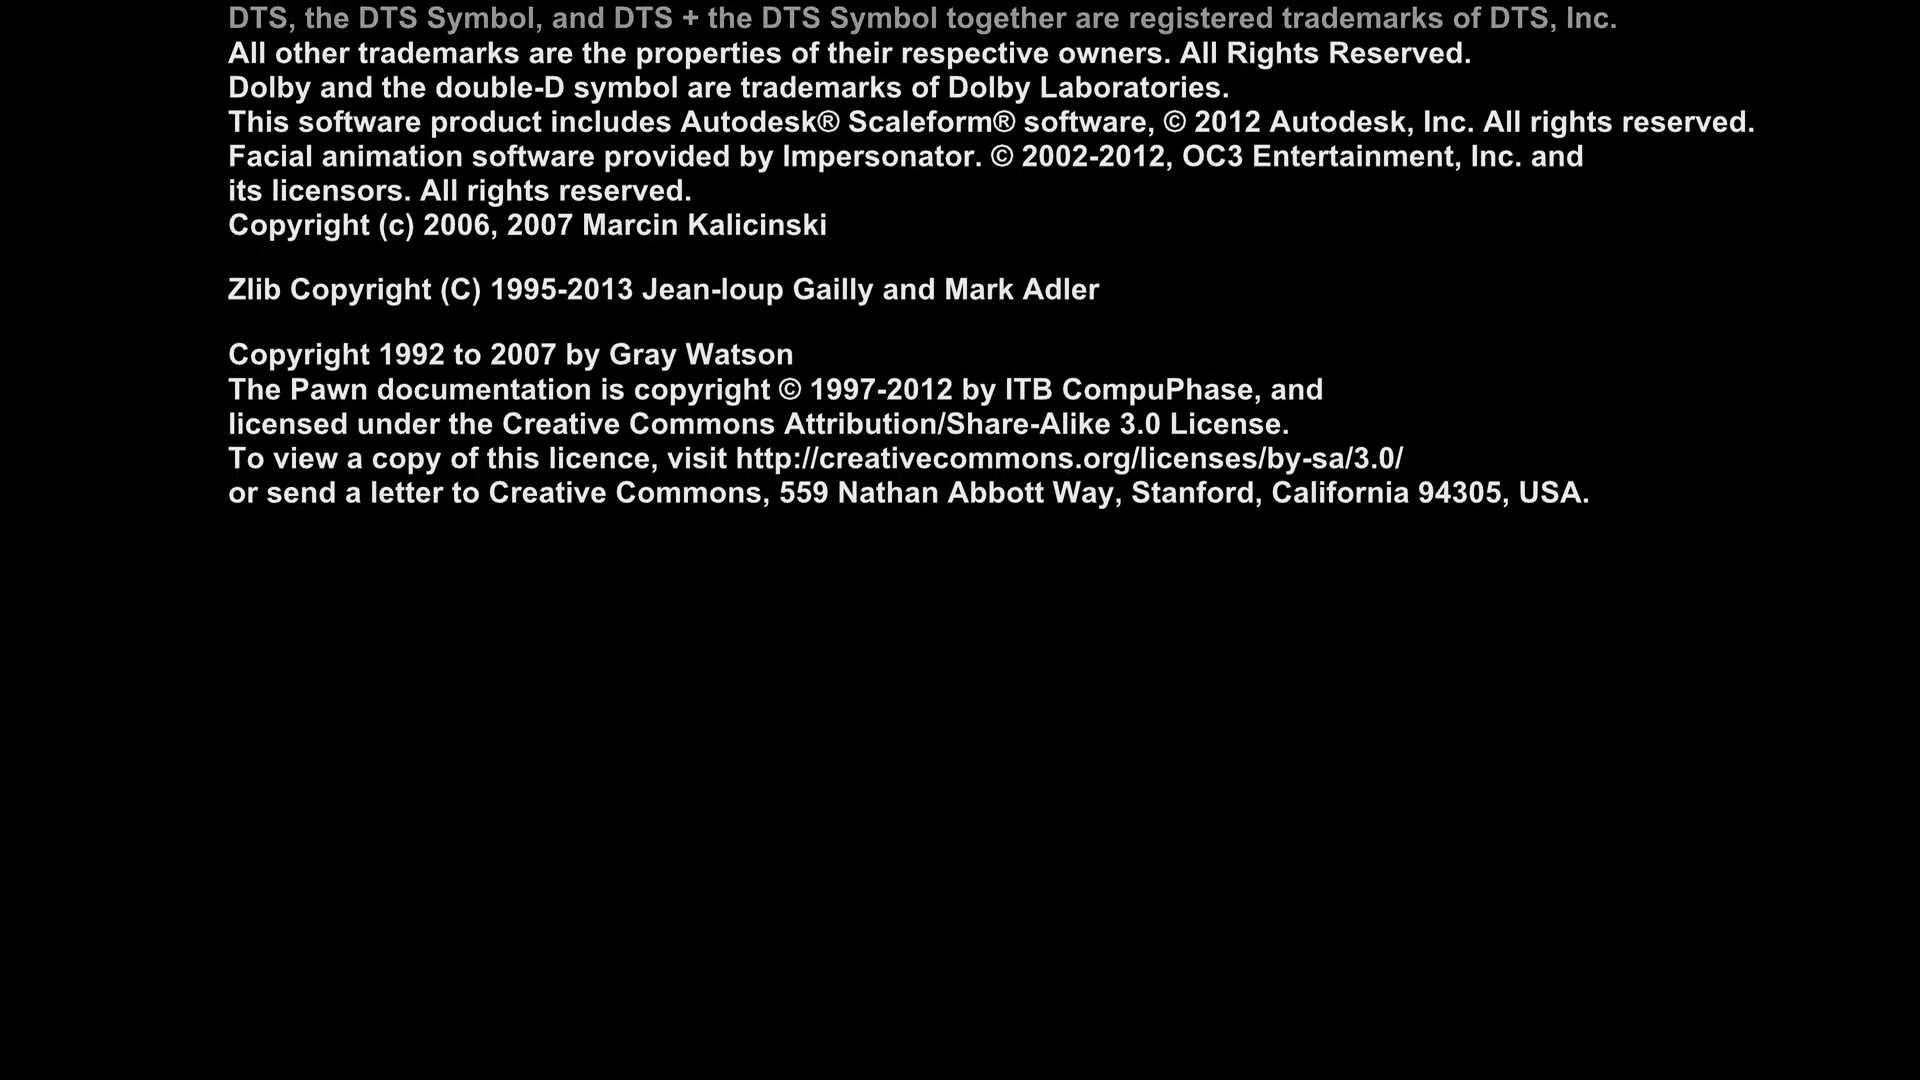 DTS, the DTS Symbol, and DTS + the DTS Symbol together are registered trademarks of DTS, Inc.
All other trademarks are the properties of their respective owners. All Rights Reserved.
Dolby and the double-D symbol are trademarks of Dolby Laboratories.
This software product includes Autodesk® Scaleform® software, © 2012 Autodesk, Inc. All rights reserved.
Facial animation software provided by Impersonator. © 2002-2012, OC3 Entertainment, Inc. and
its licensors. All rights reserved.
Copyright (c) 2006, 2007 Marcin Kalicinski
Zlib Copyright (C) 1995-2013 Jean-loup Gailly and Mark Adler
Copyright 1992 to 2007 by Gray Watson
The Pawn documentation is copyright © 1997-2012 by ITB CompuPhase, and
licensed under the Creative Commons Attribution/Share-Alike 3.0 License.
To view a copy of this licence, visit http://creativecommons.org/licenses/by-sa/3.0/
or send a letter to Creative Commons, 559 Nathan Abbott Way, Stanford, California 94305, USA.